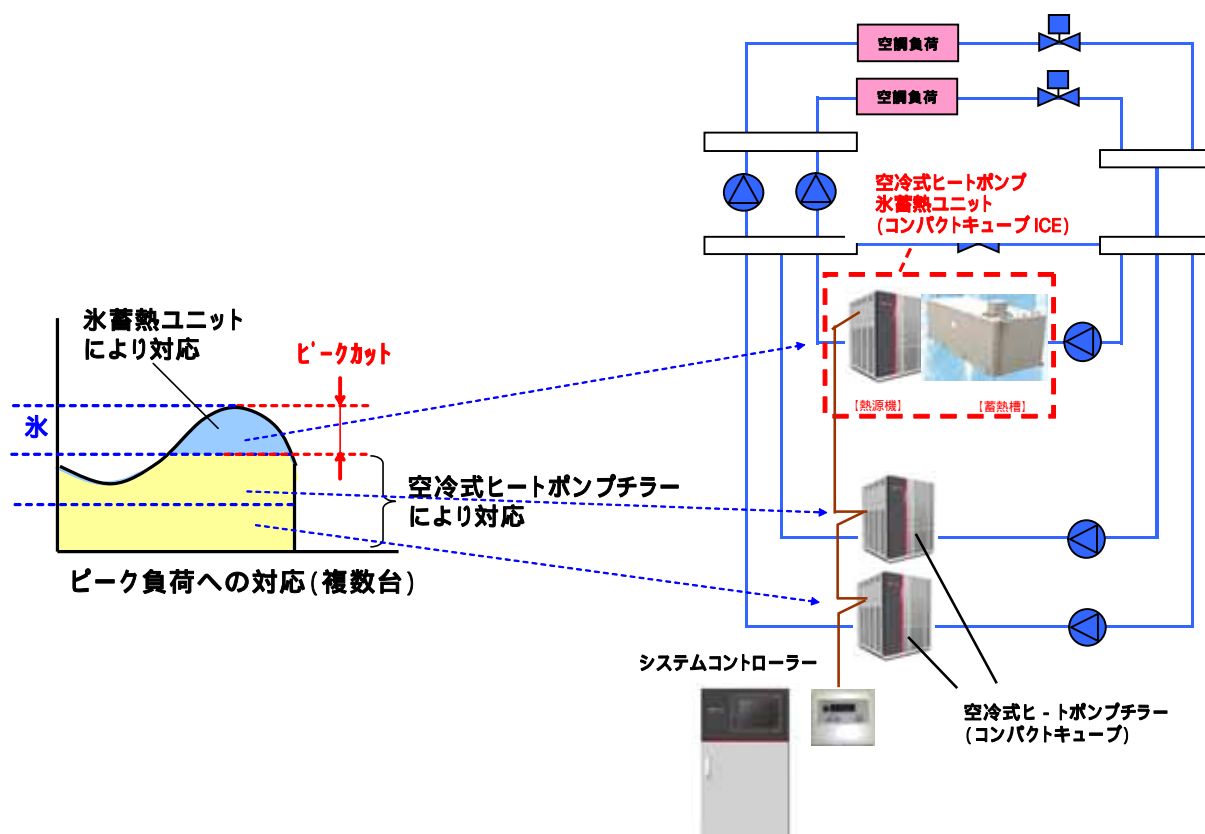 空調負荷
空調負荷
空冷式ヒートポンプ
氷蓄熱ユニット
(コンパクトキューブICE)
【熱源機】
【蓄熱槽】
氷蓄熱ユニット
により対応
ピークカット
氷
空冷式ヒートポンプチラー
により対応
ピーク負荷への対応(複数台)
システムコントローラー
空冷式ヒ-トポンプチラー
(コンパクトキューブ)